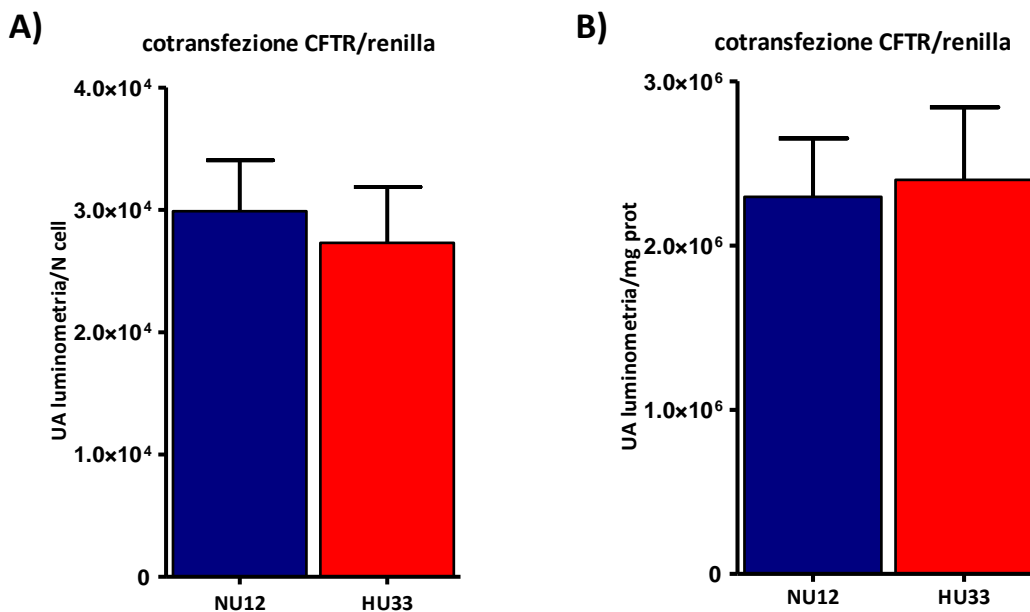 A)
cotransfezione CFTR/renilla
4.0×10⁴
3.0×10⁴
2.0×10⁴
1.0×10⁴
0
UA luminometria/N cell
NU12 HU33
B)
cotransfezione CFTR/renilla
3.0×10⁶
2.0×10⁶
1.0×10⁶
0
UA luminometria/mg prot
NU12 HU33